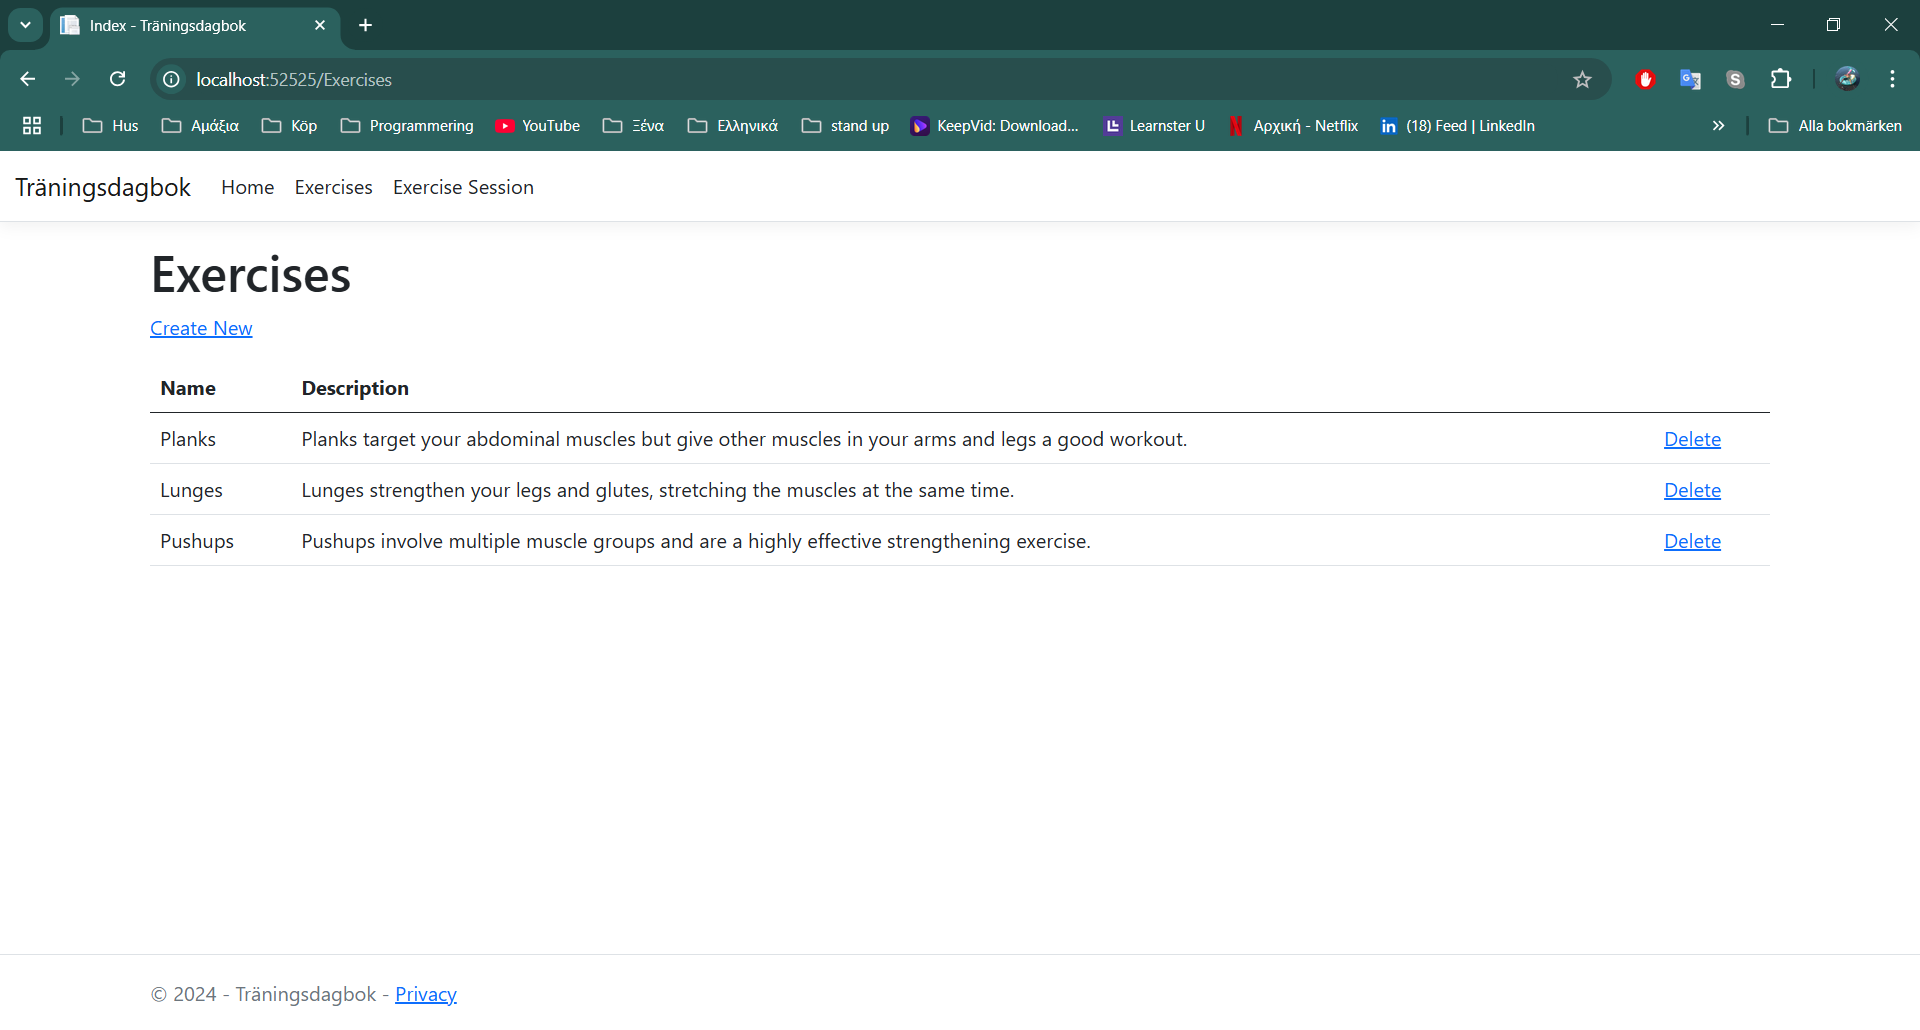 Index - Träningsdagbok
localhost:52525/Exercises
Hus Αμάξια Köp Programmering YouTube Ξένα Ελληνικά stand up KeepVid: Download... Learnster U Αρχική - Netflix (18) Feed | LinkedIn Alla bokmärken
Träningsdagbok Home Exercises Exercise Session
Exercises
Create New
Name Description
Planks Planks target your abdominal muscles but give other muscles in your arms and legs a good workout. Delete
Lunges Lunges strengthen your legs and glutes, stretching the muscles at the same time. Delete
Pushups Pushups involve multiple muscle groups and are a highly effective strengthening exercise. Delete
© 2024 - Träningsdagbok - Privacy